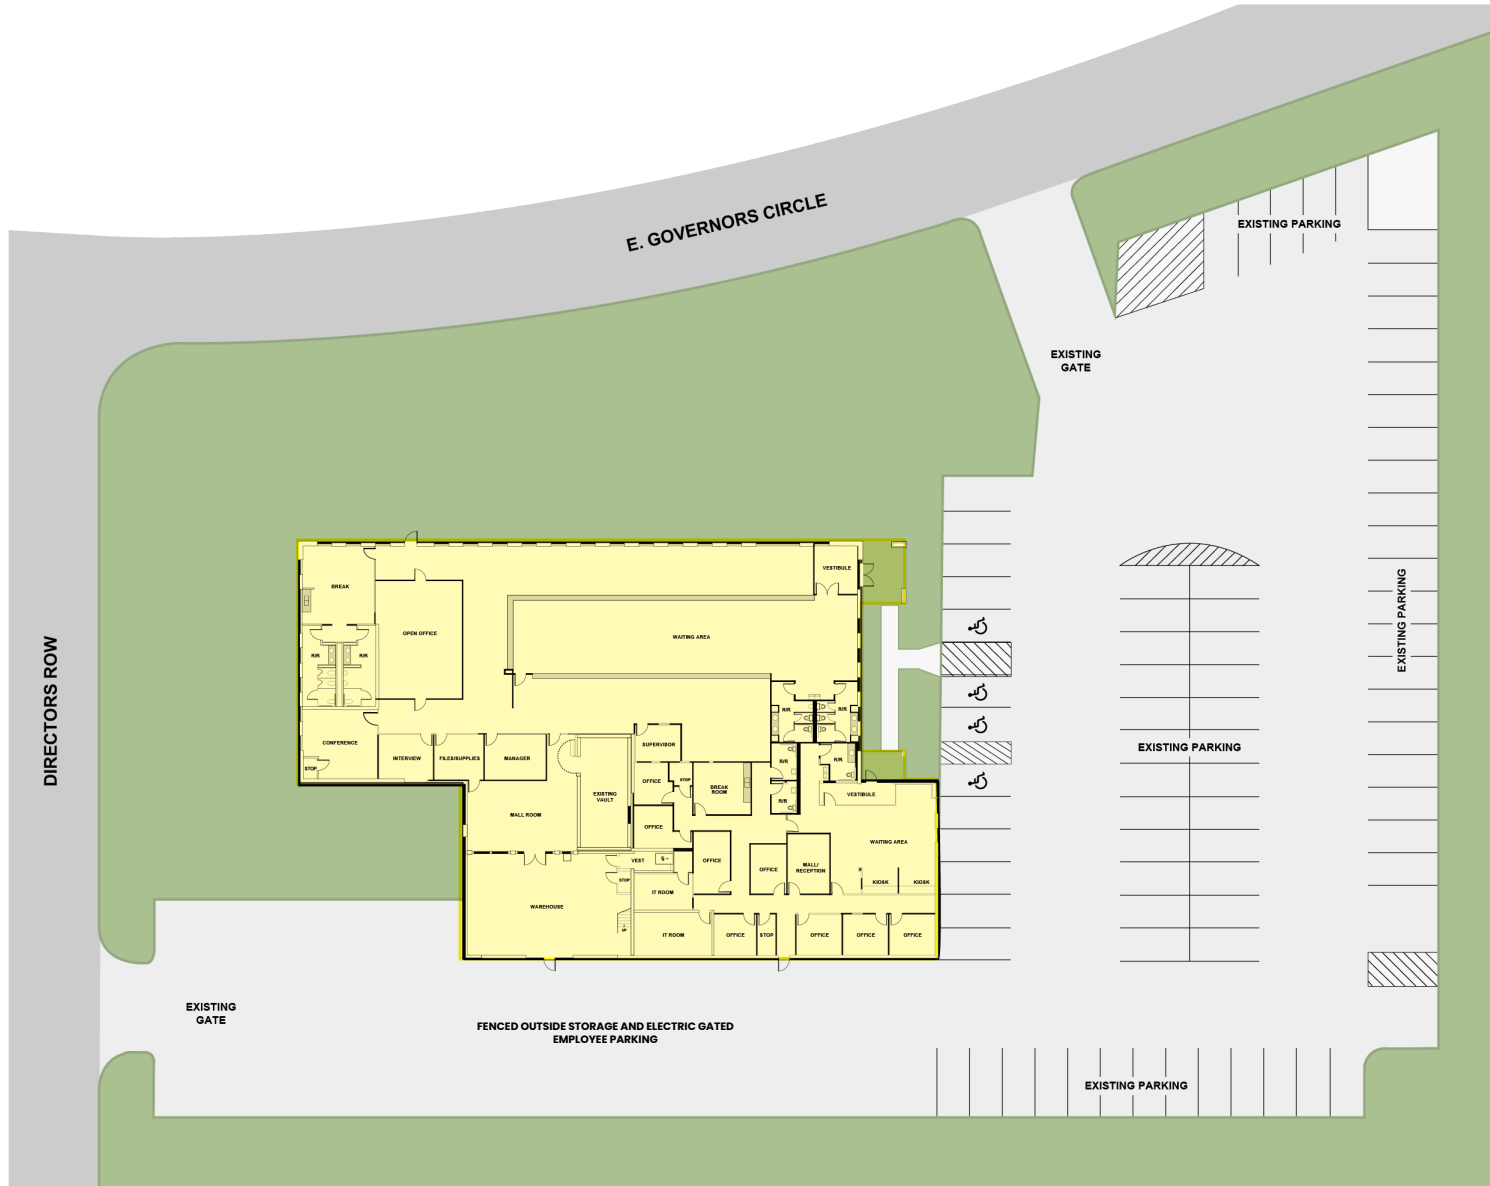 E. GOVERNORS CIRCLE
EXISTING PARKING
EXISTING
GATE
DIRECTORS ROW
EXISTING PARKING
EXISTING PARKING
BREAK
VESTIBULE
OPEN OFFICE
WAITING AREA
R/R
R/R
R/R
R/R
CONFERENCE
STOP
INTERVIEW
FILES/SUPPLIES
MANAGER
SUPERVISOR
OFFICE
STOP
BREAK
ROOM
R/R
R/R
R/R
EXISTING
VAULT
VESTIBULE
MALL ROOM
OFFICE
OFFICE
OFFICE
MALL/
RECEPTION
WAITING AREA
KIOSK
KIOSK
VEST
STOP
IT ROOM
WAREHOUSE
UP
IT ROOM
OFFICE
STOP
OFFICE
OFFICE
OFFICE
EXISTING
GATE
FENCED OUTSIDE STORAGE AND ELECTRIC GATED
EMPLOYEE PARKING
EXISTING PARKING